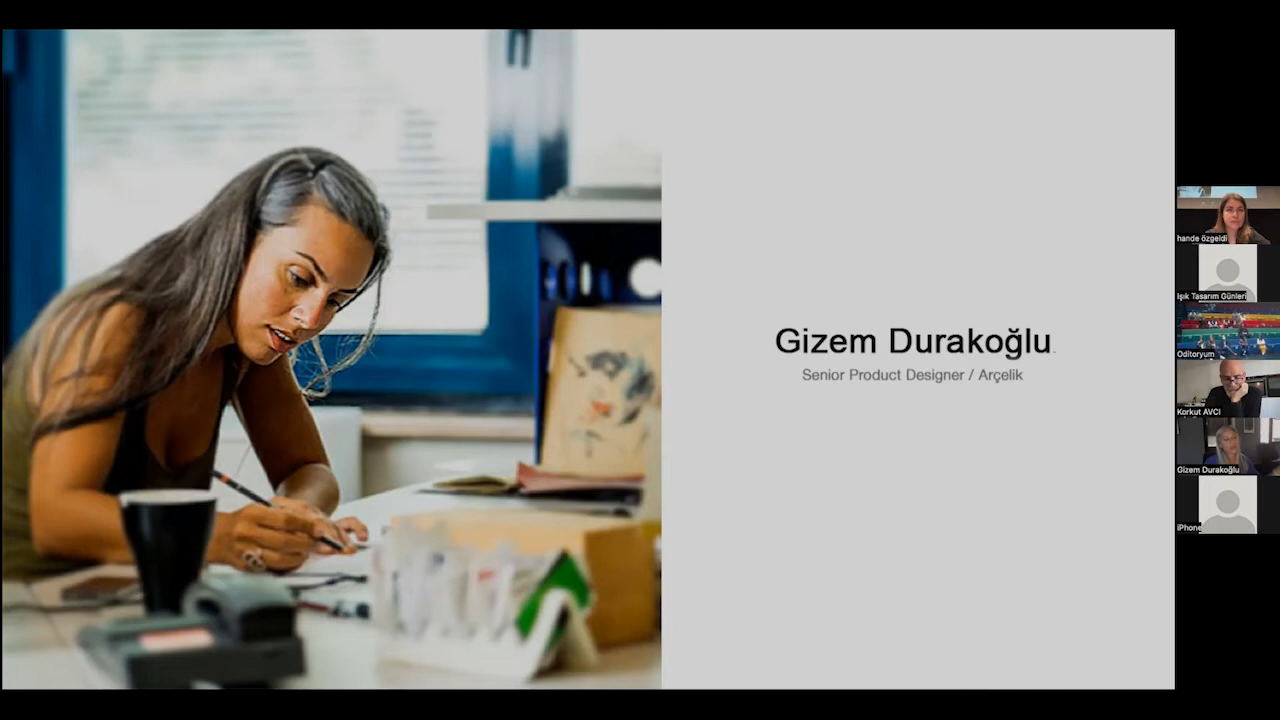 Gizem Durakoğlu
Senior Product Designer / Arçelik
hande özgeldi
Işık Tasarım Günleri
Oditoryum
Korkut AVCI
Gizem Durakoğlu
iPhone